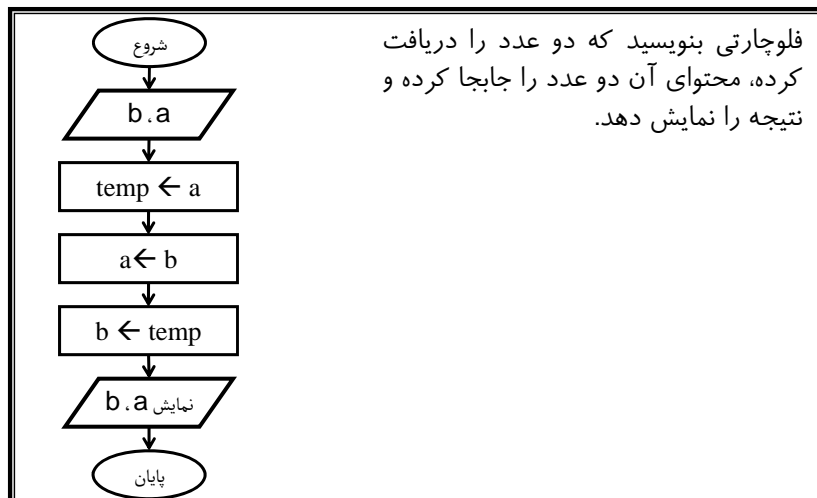 فلوچارتی بنویسید که دو عدد را دریافت
کرده، محتوای آن دو عدد را جابجا کرده و
نتیجه را نمایش دهد.
شروع
a، b
temp ← a
a← b
b ← temp
نمایش a، b
پایان